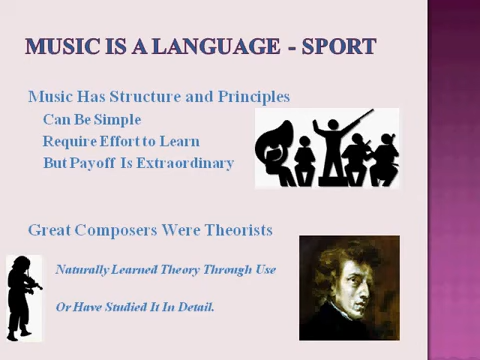 MUSIC IS A LANGUAGE - SPORT
Music Has Structure and Principles
Can Be Simple
Require Effort to Learn
But Payoff Is Extraordinary
Great Composers Were Theorists
Naturally Learned Theory Through Use
Or Have Studied It In Detail.